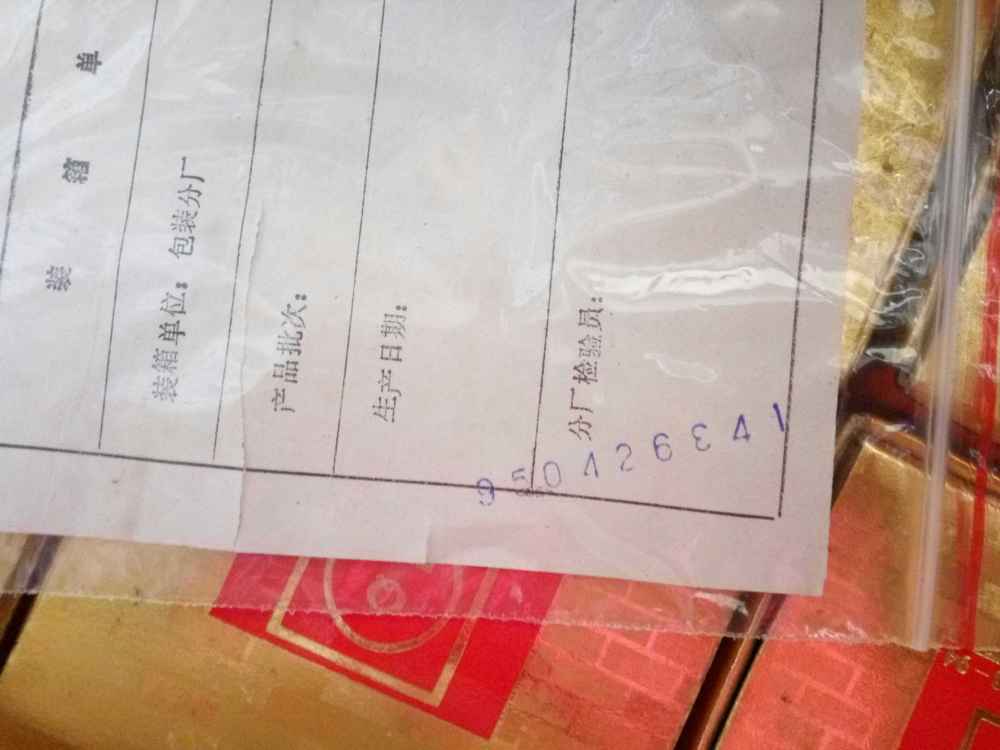 装箱单
装箱单位：包装分厂
产品批次：
生产日期：
分厂检验员：